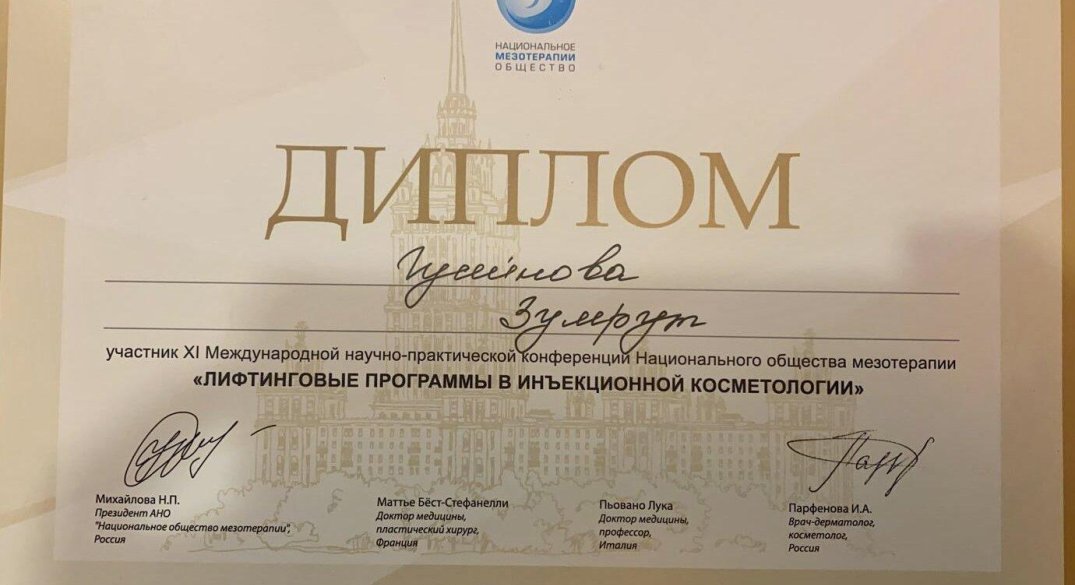 НАЦИОНАЛЬНОЕ
МЕЗОТЕРАПИИ
ОБЩЕСТВО
ДИПЛОМ
Гусейнова
Зумрут
участник XI Международной научно-практической конференции Национального общества мезотерапии
«ЛИФТИНГОВЫЕ ПРОГРАММЫ В ИНЪЕКЦИОННОЙ КОСМЕТОЛОГИИ»
Михайлова Н.П.
Президент АНО
"Национальное общество мезотерапии",
Россия
Маттье Бёст-Стефанелли
Доктор медицины,
пластический хирург,
Франция
Пьовано Лука
Доктор медицины,
профессор,
Италия
Парфенова И.А.
Врач-дерматолог,
косметолог,
Россия